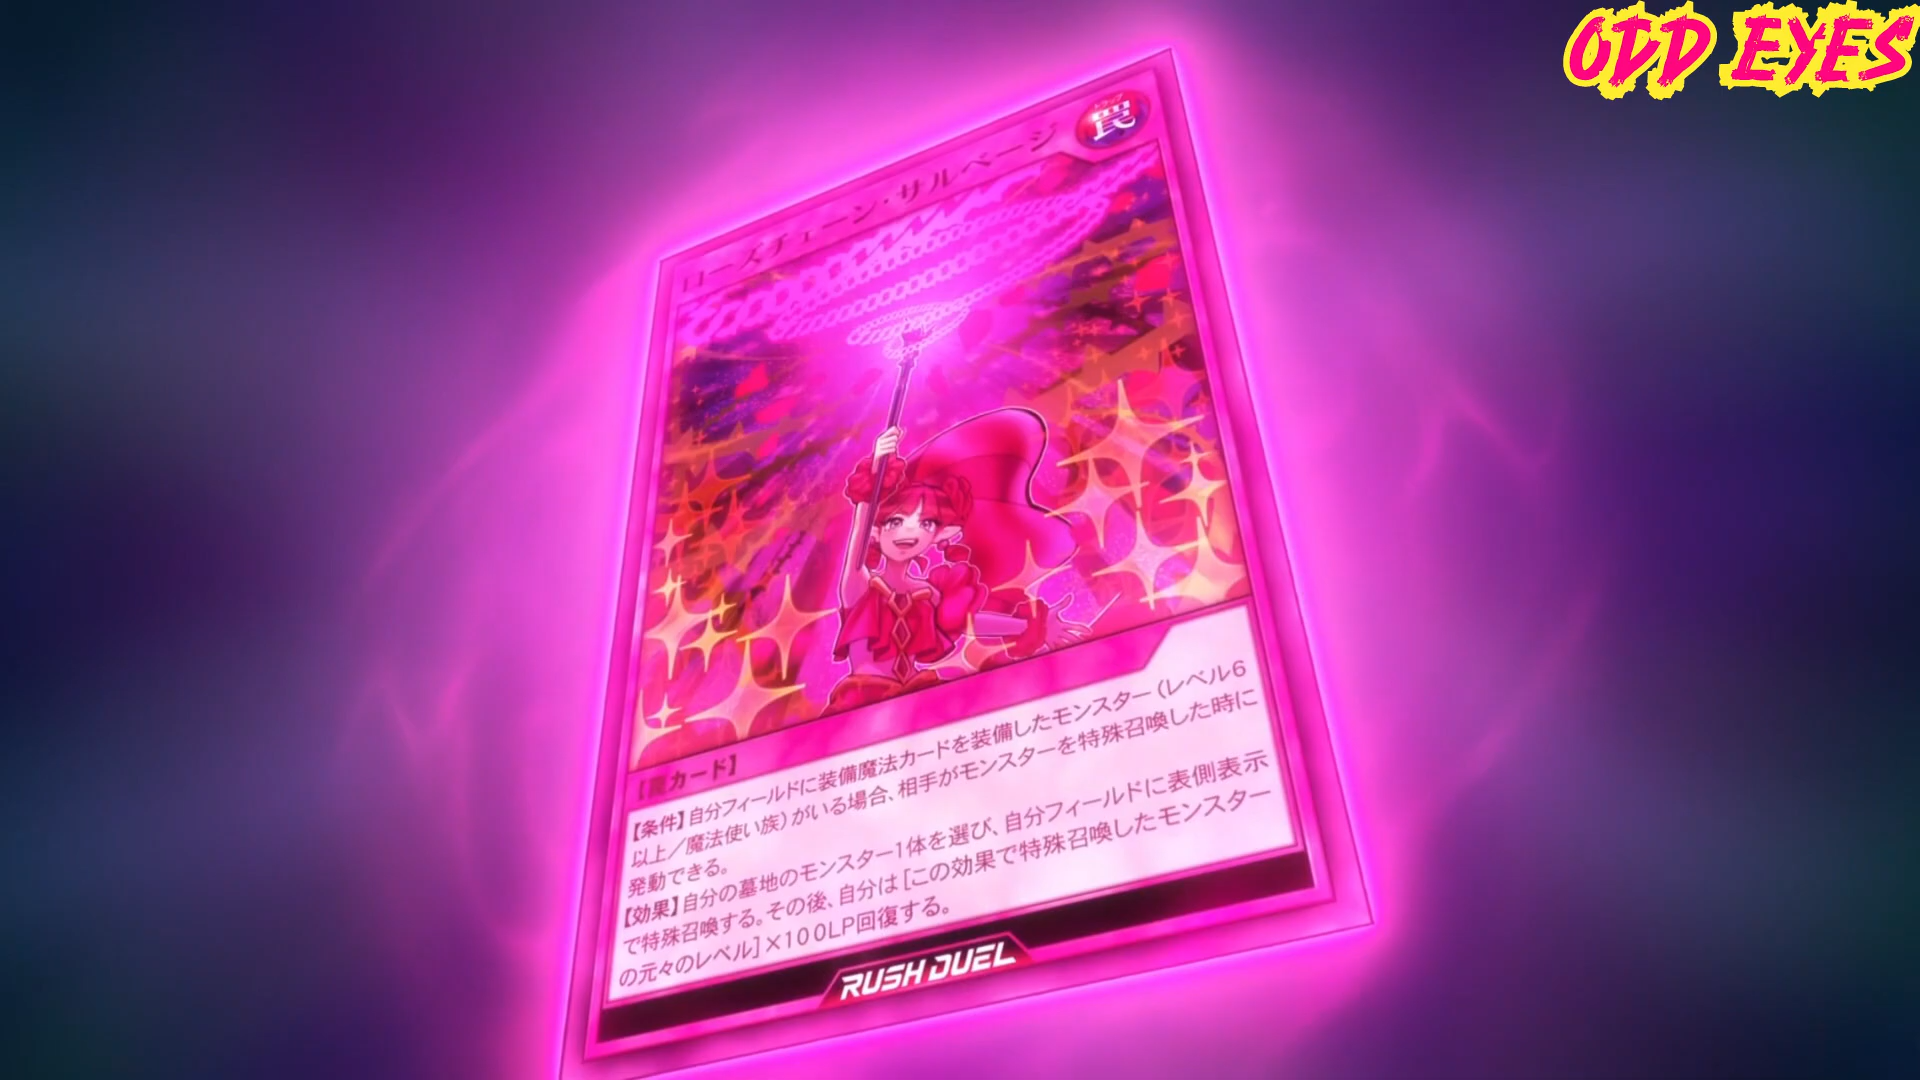 ODD EYES
トラップ
罠
ローズチェーン・サルベージ
【罠カード】
【条件】自分フィールドに装備魔法カードを装備したモンスター（レベル6
以上／魔法使い族）がいる場合、相手がモンスターを特殊召喚した時に
発動できる。
【効果】自分の墓地のモンスター1体を選び、自分フィールドに表側表示
で特殊召喚する。その後、自分は［この効果で特殊召喚したモンスター
の元々のレベル］×100LP回復する。
RUSH DUEL